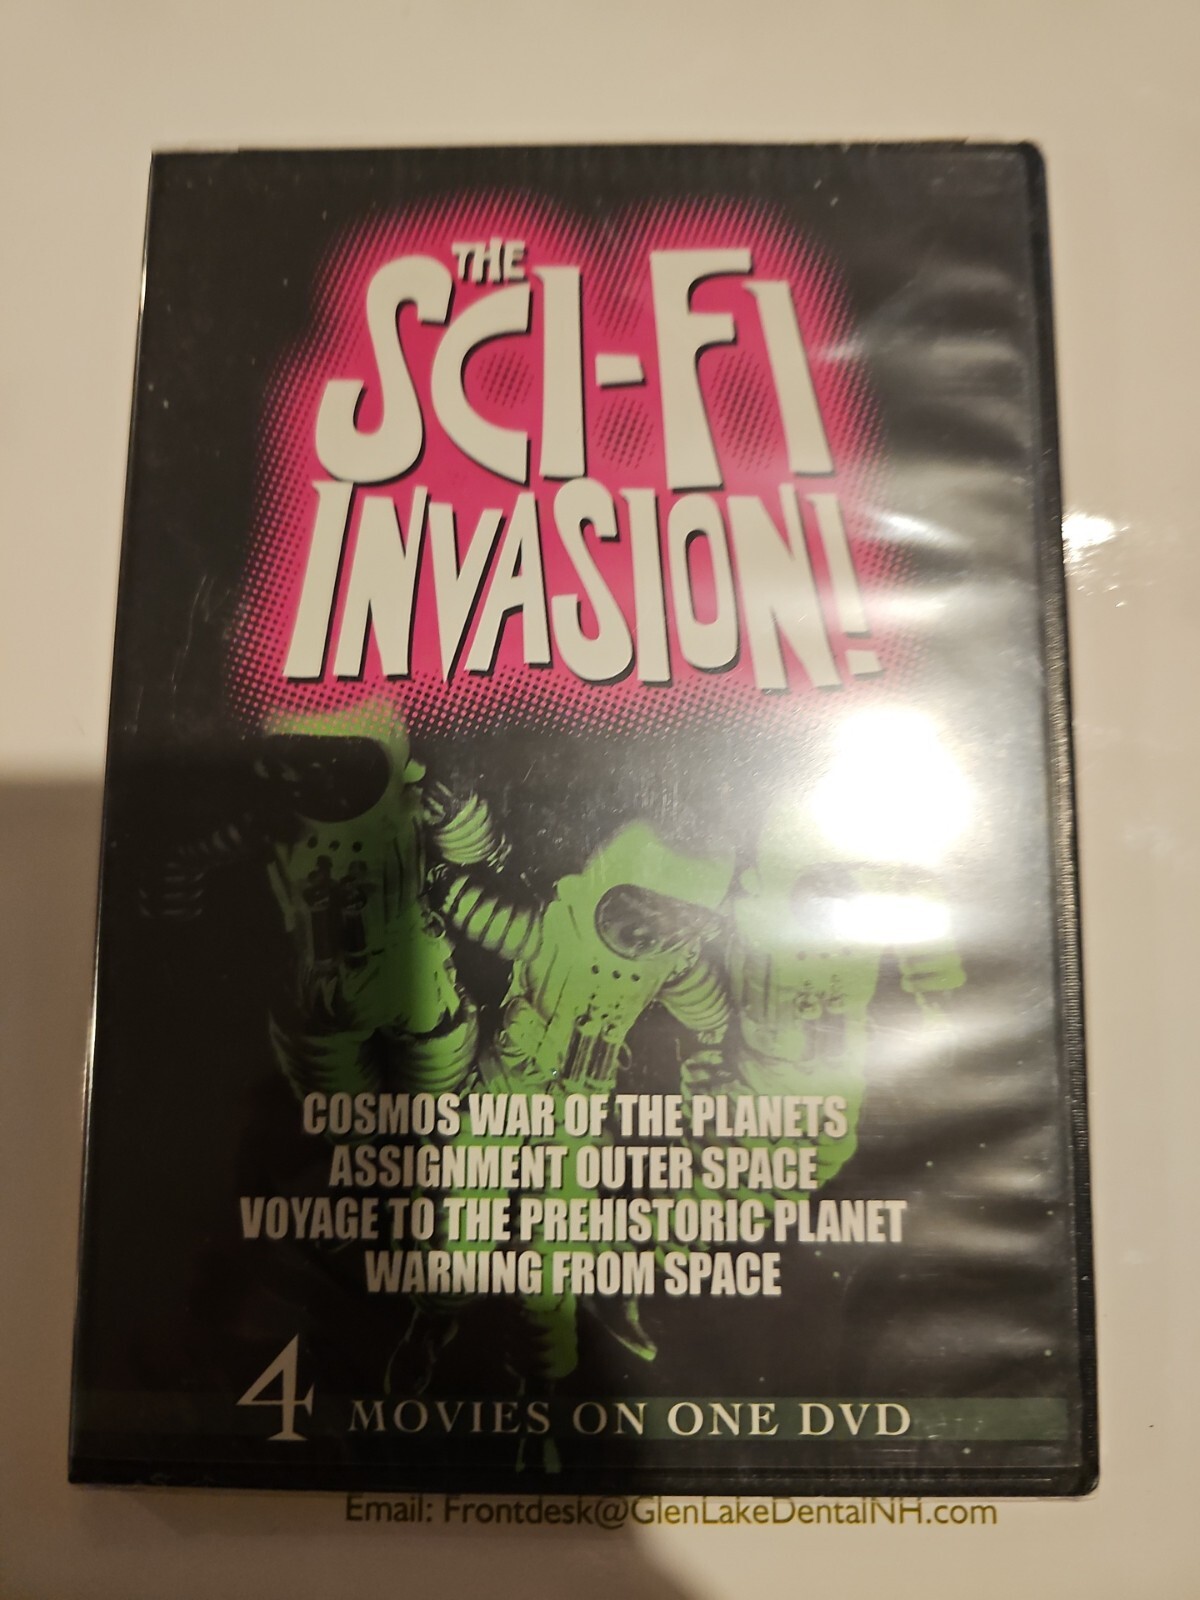 THE
SCI-FI
INVASION!
COSMOS WAR OF THE PLANETS
ASSIGNMENT OUTER SPACE
VOYAGE TO THE PREHISTORIC PLANET
WARNING FROM SPACE
4 MOVIES ON ONE DVD
Email: Frontdesk@GlenLakeDentalNH.com